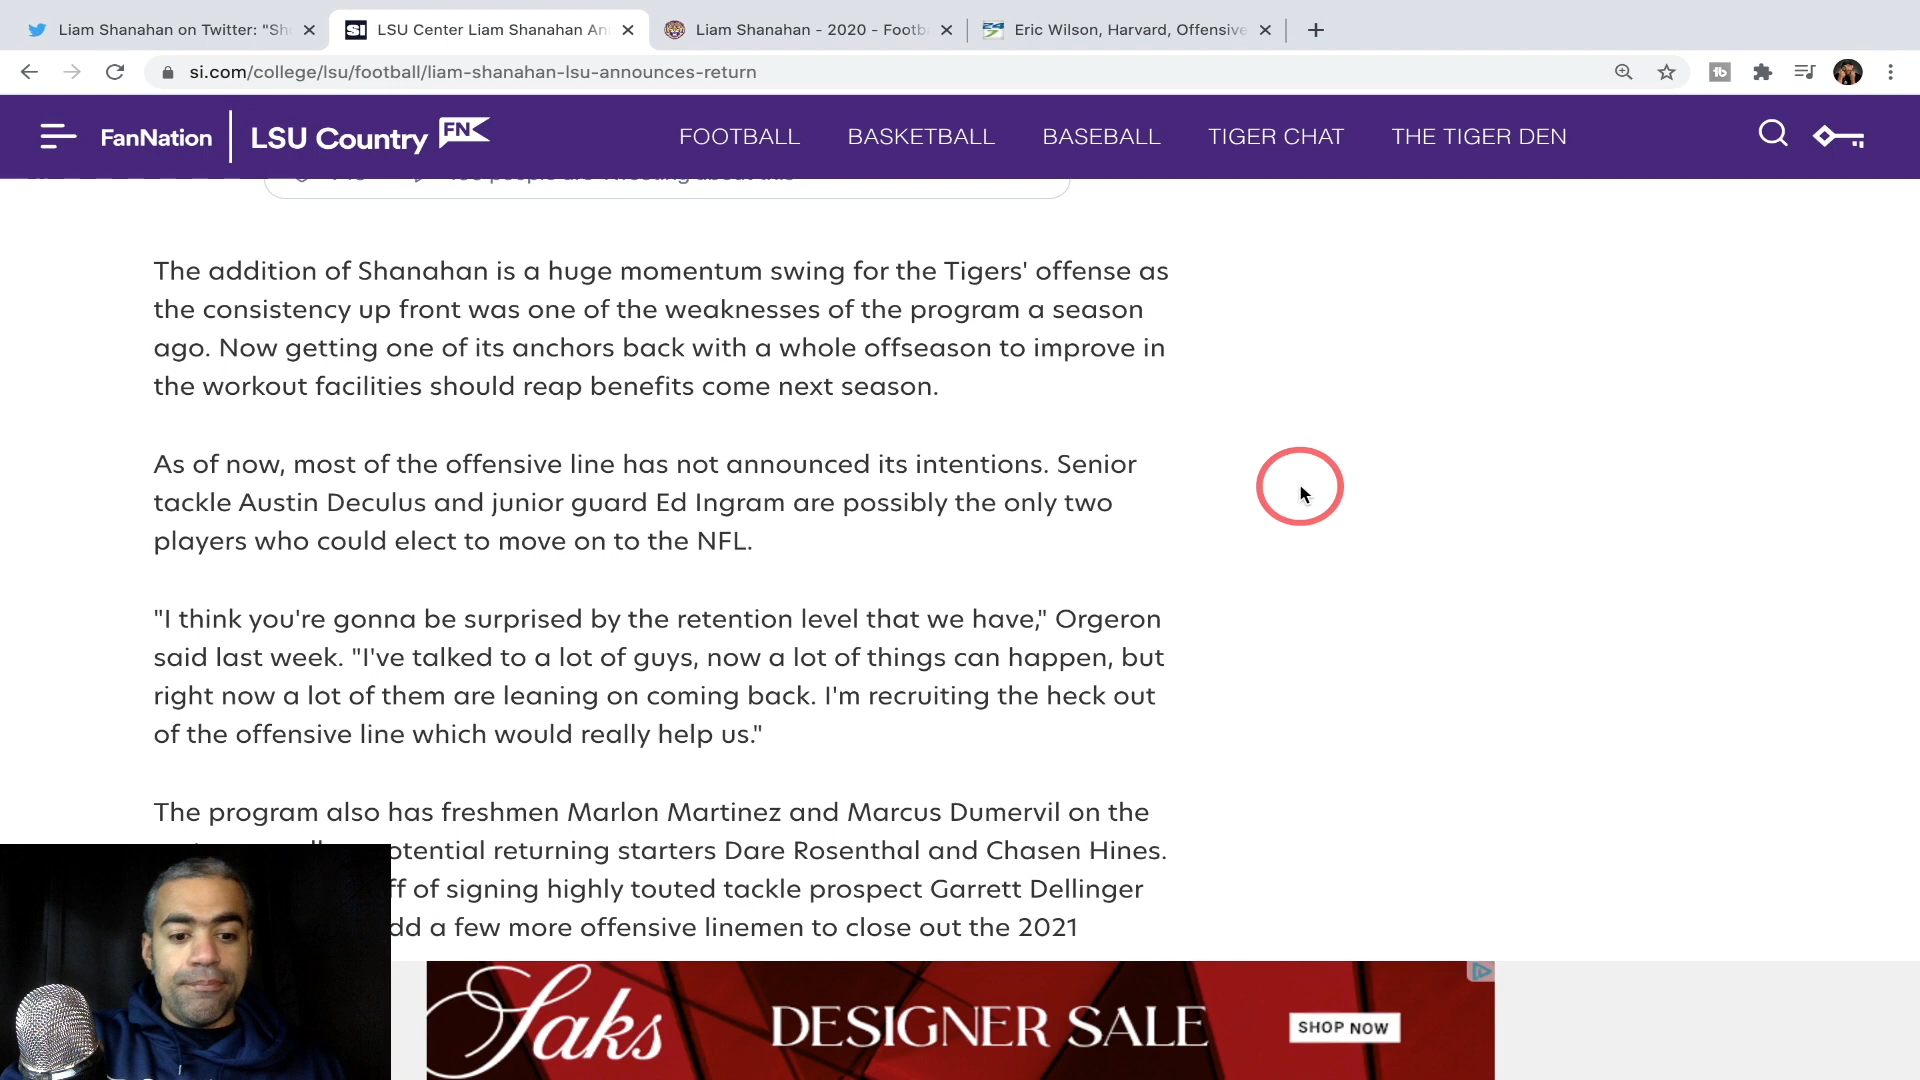 Liam Shanahan on Twitter: "Sh
LSU Center Liam Shanahan An
Liam Shanahan - 2020 - Footb
Eric Wilson, Harvard, Offensive
si.com/college/lsu/football/liam-shanahan-lsu-announces-return
FanNation LSU Country FN
FOOTBALL BASKETBALL BASEBALL TIGER CHAT THE TIGER DEN
people are Tweeting about this
The addition of Shanahan is a huge momentum swing for the Tigers' offense as
the consistency up front was one of the weaknesses of the program a season
ago. Now getting one of its anchors back with a whole offseason to improve in
the workout facilities should reap benefits come next season.
As of now, most of the offensive line has not announced its intentions. Senior
tackle Austin Deculus and junior guard Ed Ingram are possibly the only two
players who could elect to move on to the NFL.
"I think you're gonna be surprised by the retention level that we have," Orgeron
said last week. "I've talked to a lot of guys, now a lot of things can happen, but
right now a lot of them are leaning on coming back. I'm recruiting the heck out
of the offensive line which would really help us."
The program also has freshmen Marlon Martinez and Marcus Dumervil on the
otential returning starters Dare Rosenthal and Chasen Hines.
ff of signing highly touted tackle prospect Garrett Dellinger
dd a few more offensive linemen to close out the 2021
Saks DESIGNER SALE SHOP NOW